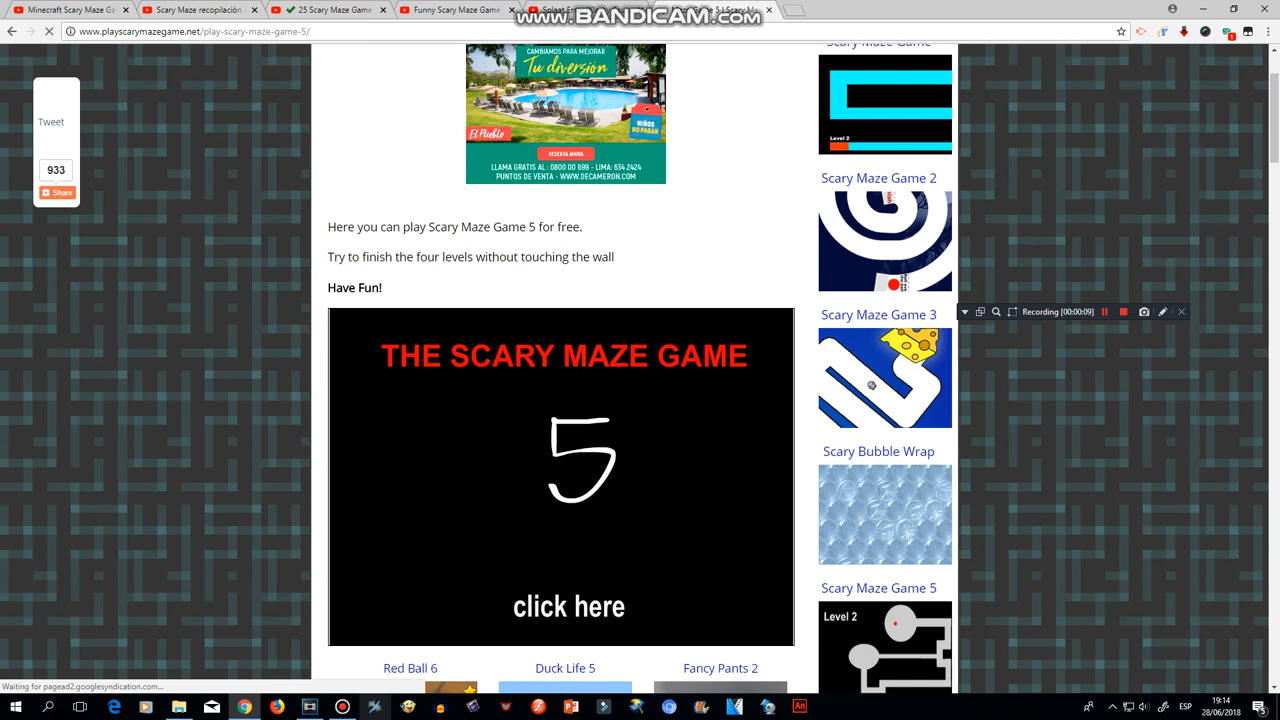 Minecraft Scary Maze Ga
Scary Maze recopilación
25 Scary Maze Game
Funny Scary Maze Game
www.BANDICAM.com
www.playscarymazegame.net/play-scary-maze-game-5/
Tweet
933
Share
CAMBIAMOS PARA MEJORAR
Tu diversión
El Pueblo
NIÑOS NO PAGAN
RESERVA AHORA
LLAMA GRATIS AL: 0800 00 699 - LIMA: 634 2424
PUNTOS DE VENTA - WWW.DECAMERON.COM
Here you can play Scary Maze Game 5 for free.
Try to finish the four levels without touching the wall
Have Fun!
THE SCARY MAZE GAME
5
click here
Red Ball 6
Duck Life 5
Fancy Pants 2
Scary Maze Game
Level 2
Scary Maze Game 2
Scary Maze Game 3
Recording [00:00:09]
Scary Bubble Wrap
Scary Maze Game 5
Level 2
Waiting for pagead2.googlesyndication.com...
ESP
19:14
28/06/2018